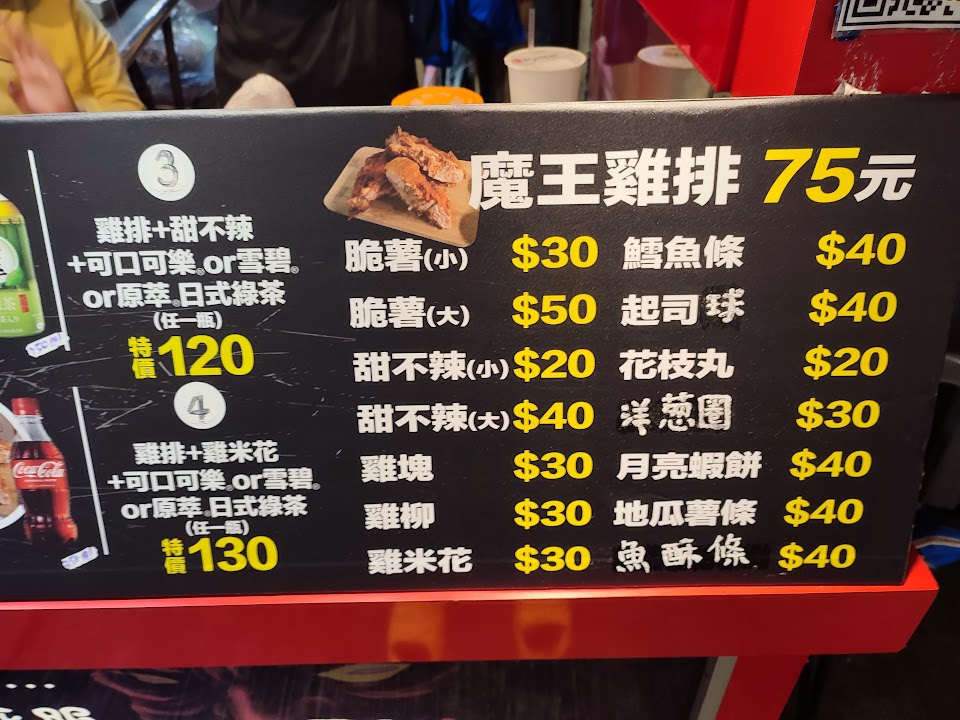 3
雞排+甜不辣
+可口可樂®or雪碧®
or原萃®日式綠茶
(任一瓶)
特價120
4
雞排+雞米花
+可口可樂®or雪碧®
or原萃®日式綠茶
(任一瓶)
特價130
Coca-Cola
魔王雞排 75元
脆薯(小) $30 鱈魚條 $40
脆薯(大) $50 起司球 $40
甜不辣(小) $20 花枝丸 $20
甜不辣(大) $40 洋葱圈 $30
雞塊 $30 月亮蝦餅 $40
雞柳 $30 地瓜薯條 $40
雞米花 $30 魚酥條 $40